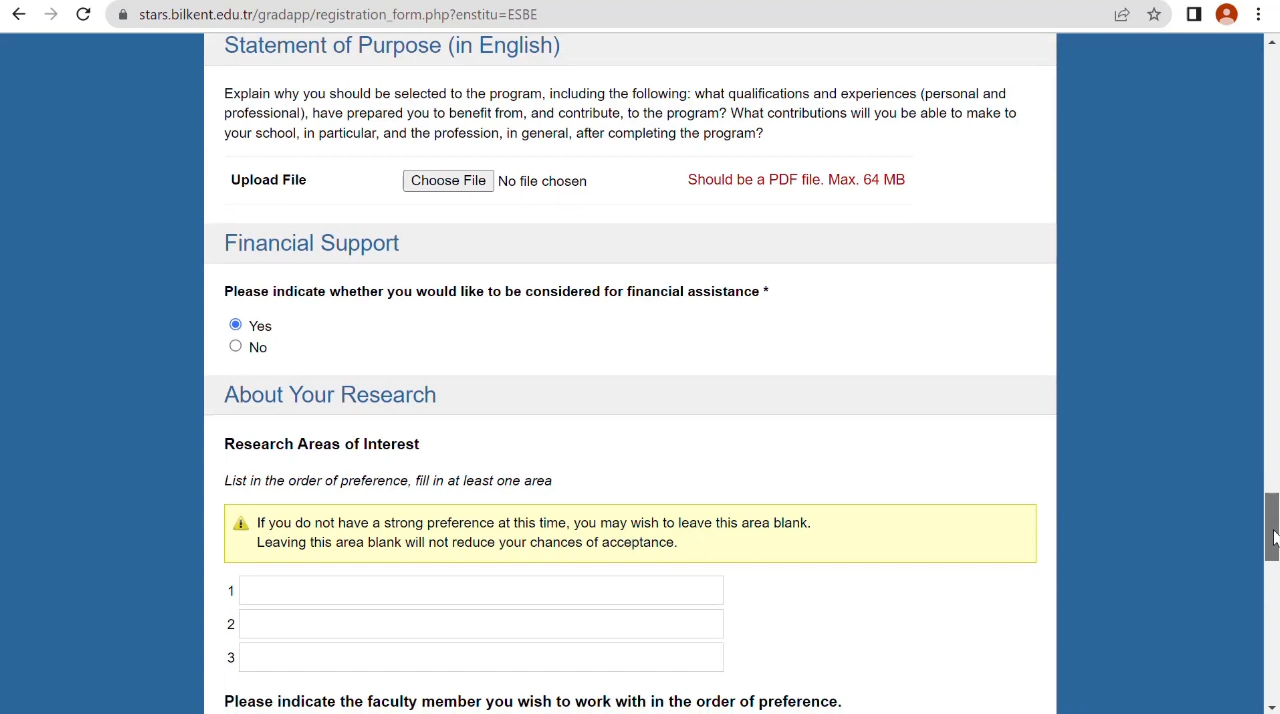 stars.bilkent.edu.tr/gradapp/registration_form.php?enstitu=ESBE
Statement of Purpose (in English)
Explain why you should be selected to the program, including the following: what qualifications and experiences (personal and
professional), have prepared you to benefit from, and contribute, to the program? What contributions will you be able to make to
your school, in particular, and the profession, in general, after completing the program?
Upload File Choose File No file chosen Should be a PDF file. Max. 64 MB
Financial Support
Please indicate whether you would like to be considered for financial assistance *
Yes
No
About Your Research
Research Areas of Interest
List in the order of preference, fill in at least one area
If you do not have a strong preference at this time, you may wish to leave this area blank.
Leaving this area blank will not reduce your chances of acceptance.
1
2
3
Please indicate the faculty member you wish to work with in the order of preference.